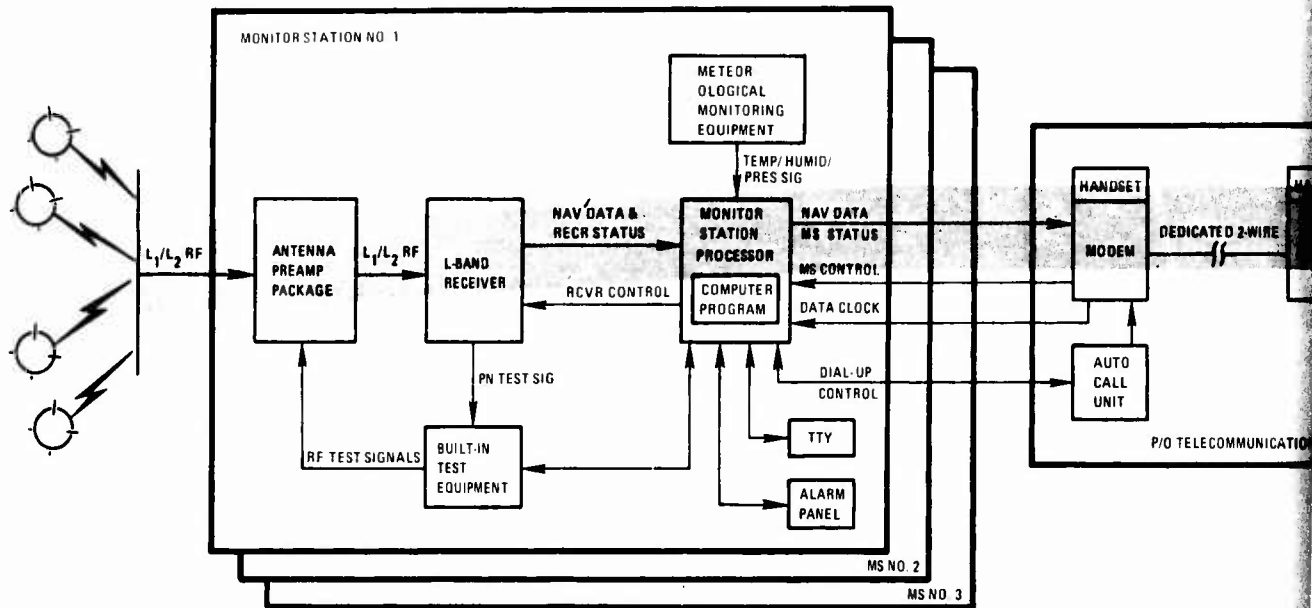 MONITOR STATION NO. 1
METEOR
OLOGICAL
MONITORING
EQUIPMENT
TEMP/HUMID/
PRES SIG
L1/L2 RF
ANTENNA
PREAMP
PACKAGE
L1/L2 RF
L-BAND
RECEIVER
NAV DATA &
RECR STATUS
RCVR CONTROL
MONITOR
STATION
PROCESSOR
COMPUTER
PROGRAM
NAV DATA
MS STATUS
MS CONTROL
DATA CLOCK
DIAL-UP
CONTROL
HANDSET
MODEM
DEDICATED 2-WIRE
AUTO
CALL
UNIT
P/O TELECOMMUNICATION
PN TEST SIG
RF TEST SIGNALS
BUILT-IN
TEST
EQUIPMENT
TTY
ALARM
PANEL
MS NO. 2
MS NO. 3